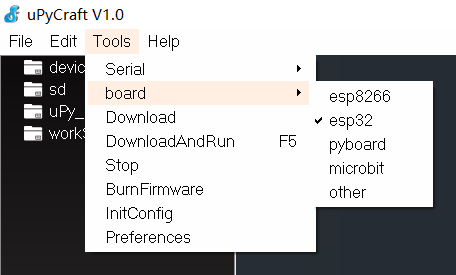 uPyCraft V1.0
File Edit Tools Help
devic
sd
uPy_
workS
Serial
board
Download
DownloadAndRun F5
Stop
BurnFirmware
InitConfig
Preferences
esp8266
esp32
pyboard
microbit
other